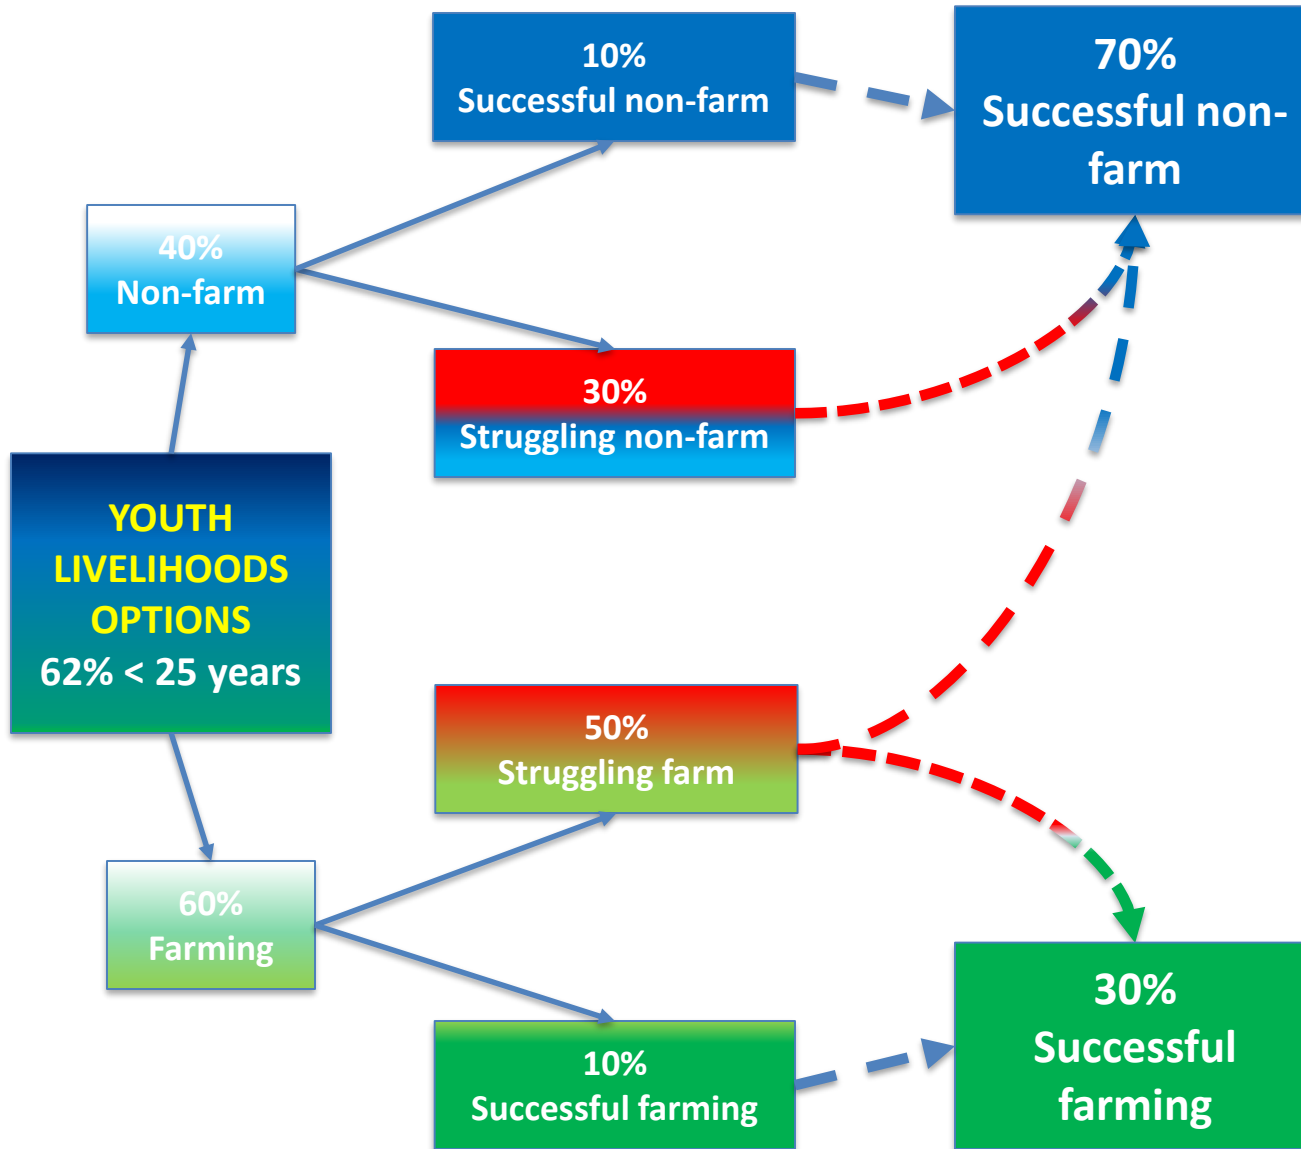 10%
Successful non-farm
70%
Successful non-
farm
40%
Non-farm
30%
Struggling non-farm
YOUTH
LIVELIHOODS
OPTIONS
62% < 25 years
50%
Struggling farm
60%
Farming
10%
Successful farming
30%
Successful
farming